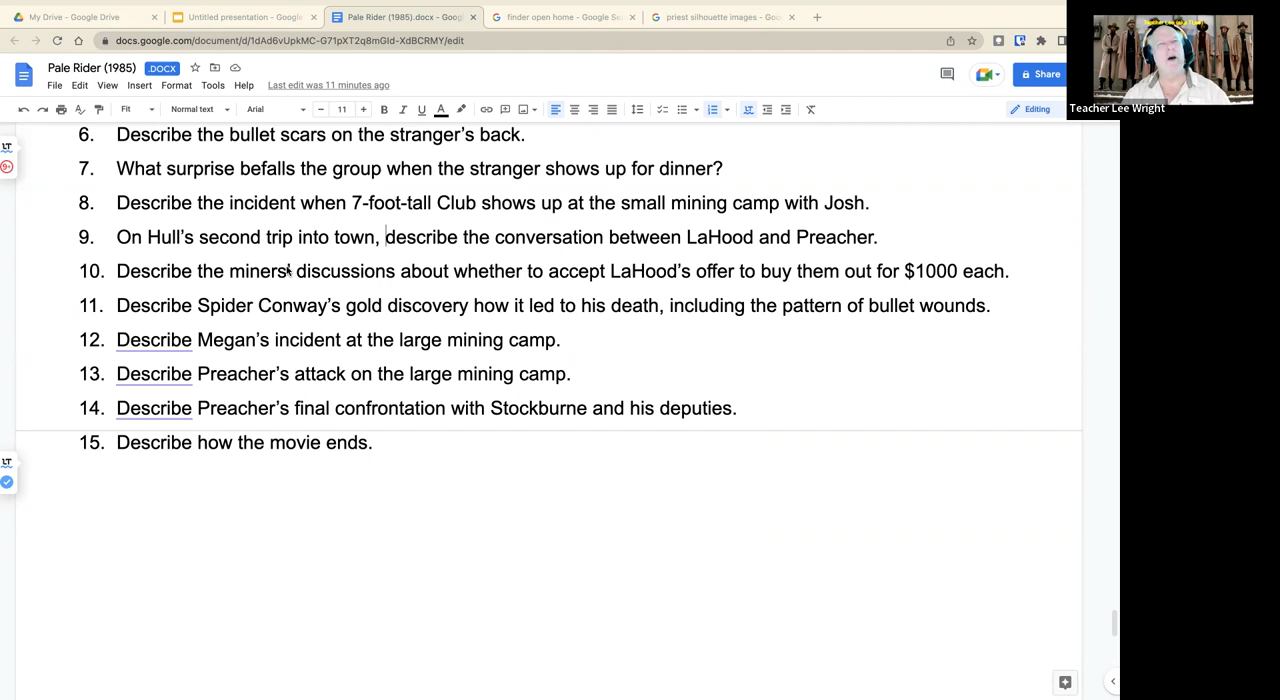 My Drive - Google Drive
Untitled presentation - Google
Pale Rider (1985).docx - Goog
finder open home - Google Se
priest silhouette images - Goo
docs.google.com/document/d/1dAd6vUpkMC-G71pXT2q8mGId-XdBCRMY/edit
Together Lee
Pale Rider (1985) .DOCX
File Edit View Insert Format Tools Help Last edit was 11 minutes ago
Share
Teacher Lee Wright
Fit Normal text Arial 11 B I U A Editing
6. Describe the bullet scars on the stranger's back.
7. What surprise befalls the group when the stranger shows up for dinner?
8. Describe the incident when 7-foot-tall Club shows up at the small mining camp with Josh.
9. On Hull's second trip into town, describe the conversation between LaHood and Preacher.
10. Describe the miners' discussions about whether to accept LaHood's offer to buy them out for $1000 each.
11. Describe Spider Conway's gold discovery how it led to his death, including the pattern of bullet wounds.
12. Describe Megan's incident at the large mining camp.
13. Describe Preacher's attack on the large mining camp.
14. Describe Preacher's final confrontation with Stockburne and his deputies.
15. Describe how the movie ends.
LT
9+
LT